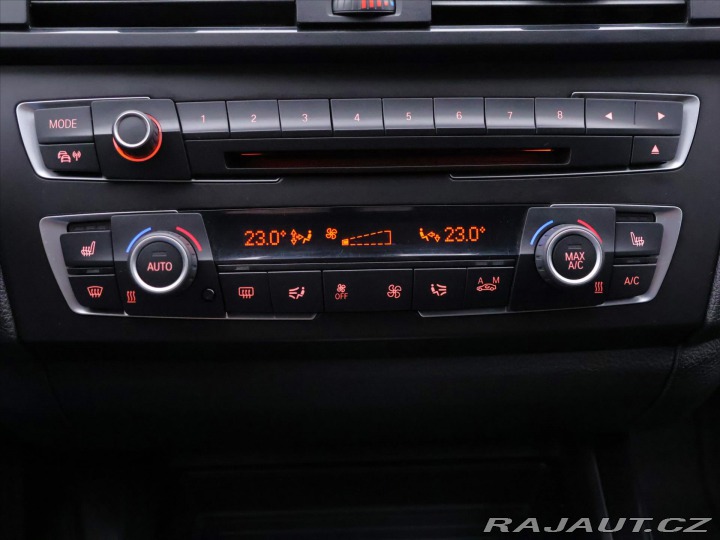 MODE 1 2 3 4 5 6 7 8
23.0° 23.0°
AUTO MAX A/C
OFF A M A/C
RAJAUT.CZ